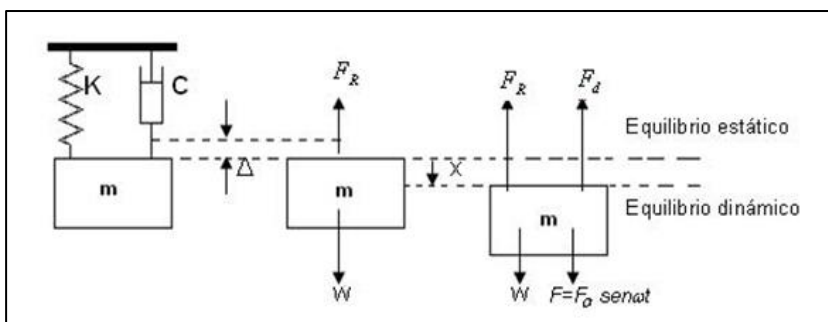 K
C
F_R
F_R
F_d
Equilibrio estático
Δ
x
m
m
m
Equilibrio dinámico
W
W
F=F_o senωt